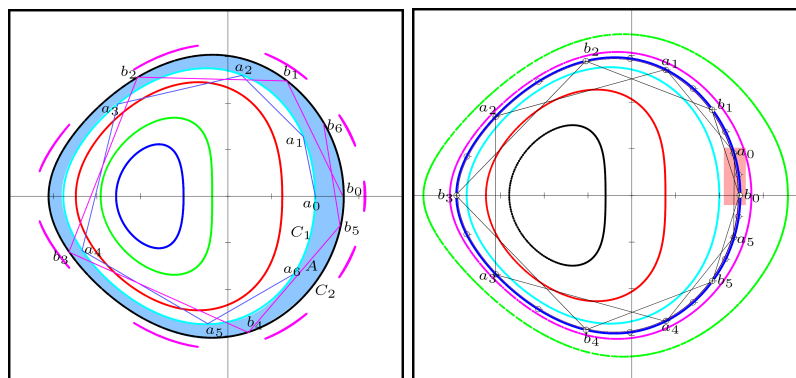 b₂ a₂ b₁
a₃ b₆
a₁
a₀ b₀
C₁ b₅
a₄ b₃
a₆ A
C₂
a₅ b₄
b₂ a₁
a₂ b₁
a₀
b₃ b₀
a₅
a₃ b₅
b₄ a₄